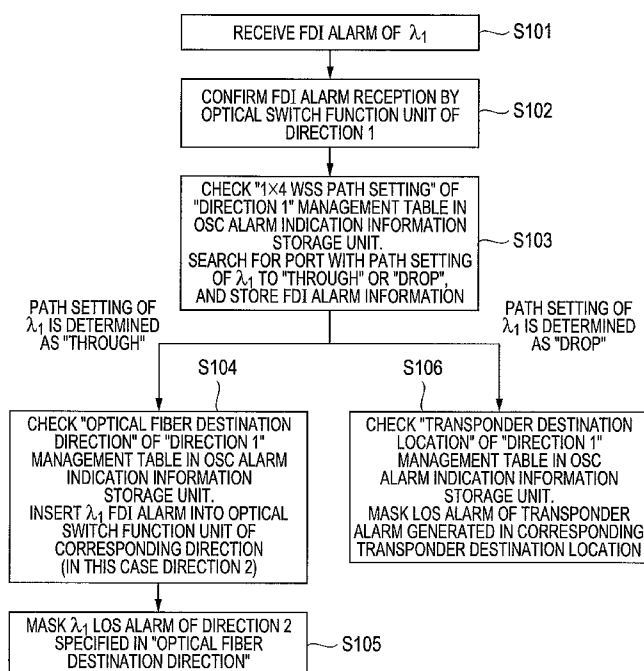 RECEIVE FDI ALARM OF λ1
S101
CONFIRM FDI ALARM RECEPTION BY
OPTICAL SWITCH FUNCTION UNIT OF
DIRECTION 1
S102
CHECK "1×4 WSS PATH SETTING" OF
"DIRECTION 1" MANAGEMENT TABLE IN
OSC ALARM INDICATION INFORMATION
STORAGE UNIT.
SEARCH FOR PORT WITH PATH SETTING
OF λ1 TO "THROUGH" OR "DROP",
AND STORE FDI ALARM INFORMATION
S103
PATH SETTING OF
λ1 IS DETERMINED
AS "THROUGH"
PATH SETTING OF
λ1 IS DETERMINED
AS "DROP"
S104
CHECK "OPTICAL FIBER DESTINATION
DIRECTION" OF "DIRECTION 1"
MANAGEMENT TABLE IN OSC ALARM
INDICATION INFORMATION
STORAGE UNIT.
INSERT λ1 FDI ALARM INTO OPTICAL
SWITCH FUNCTION UNIT OF
CORRESPONDING DIRECTION
(IN THIS CASE DIRECTION 2)
S106
CHECK "TRANSPONDER DESTINATION
LOCATION" OF "DIRECTION 1"
MANAGEMENT TABLE IN OSC
ALARM INDICATION INFORMATION
STORAGE UNIT.
MASK LOS ALARM OF TRANSPONDER
ALARM GENERATED IN CORRESPONDING
TRANSPONDER DESTINATION LOCATION
MASK λ1 LOS ALARM OF DIRECTION 2
SPECIFIED IN "OPTICAL FIBER
DESTINATION DIRECTION"
S105